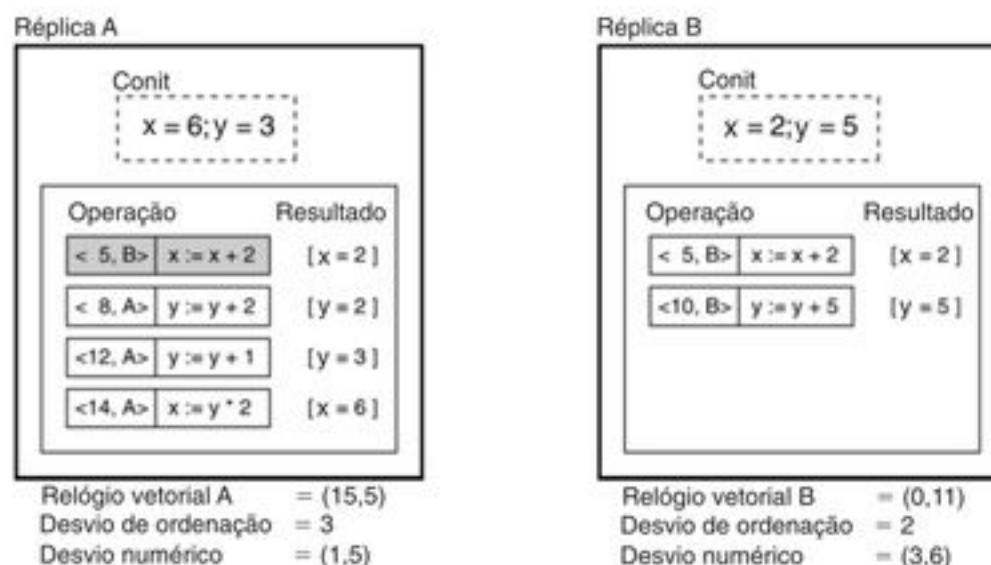 Réplica A
Conit
x = 6; y = 3
Operação Resultado
< 5, B> x := x + 2 [ x = 2 ]
< 8, A> y := y + 2 [ y = 2 ]
<12, A> y := y + 1 [ y = 3 ]
<14, A> x := y * 2 [ x = 6 ]
Relógio vetorial A = (15,5)
Desvio de ordenação = 3
Desvio numérico = (1,5)
Réplica B
Conit
x = 2; y = 5
Operação Resultado
< 5, B> x := x + 2 [ x = 2 ]
<10, B> y := y + 5 [ y = 5 ]
Relógio vetorial B = (0,11)
Desvio de ordenação = 2
Desvio numérico = (3,6)